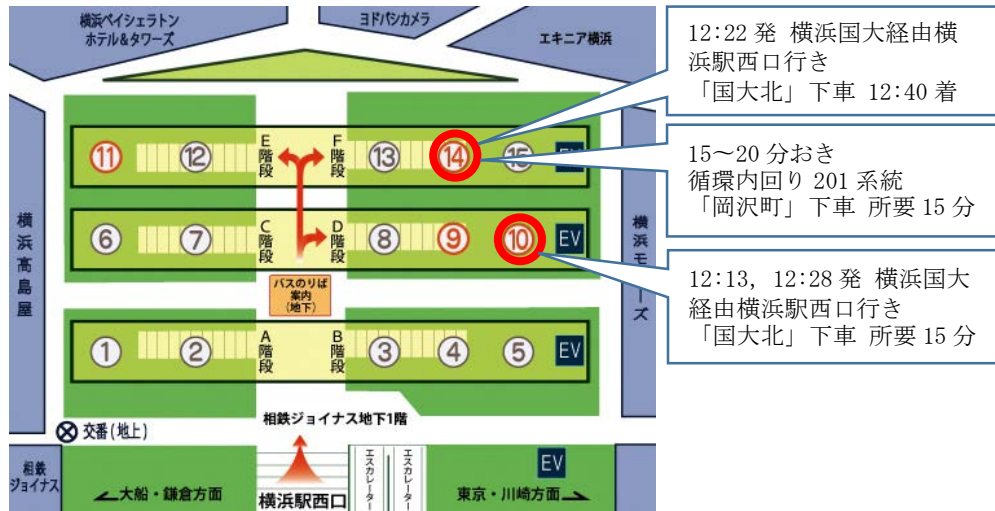 横浜ベイシェラトン
ホテル&タワーズ
ヨドバシカメラ
エキニア横浜
12:22 発 横浜国大経由横
浜駅西口行き
「国大北」下車 12:40 着
⑪
⑫
E階段
F階段
⑬
⑭
⑮
EV
15～20 分おき
循環内回り 201 系統
「岡沢町」下車 所要 15 分
横浜高島屋
⑥
⑦
C階段
D階段
⑧
⑨
⑩
EV
バスのりば
案内
(地下)
12:13, 12:28 発 横浜国大
経由横浜駅西口行き
「国大北」下車 所要 15 分
横浜モ
ズ
①
②
A階段
B階段
③
④
⑤
EV
相鉄ジョイナス地下1階
交番(地上)
相鉄
ジョイナス
大船・鎌倉方面
横浜駅西口
エスカレーター
エスカレーター
EV
東京・川崎方面